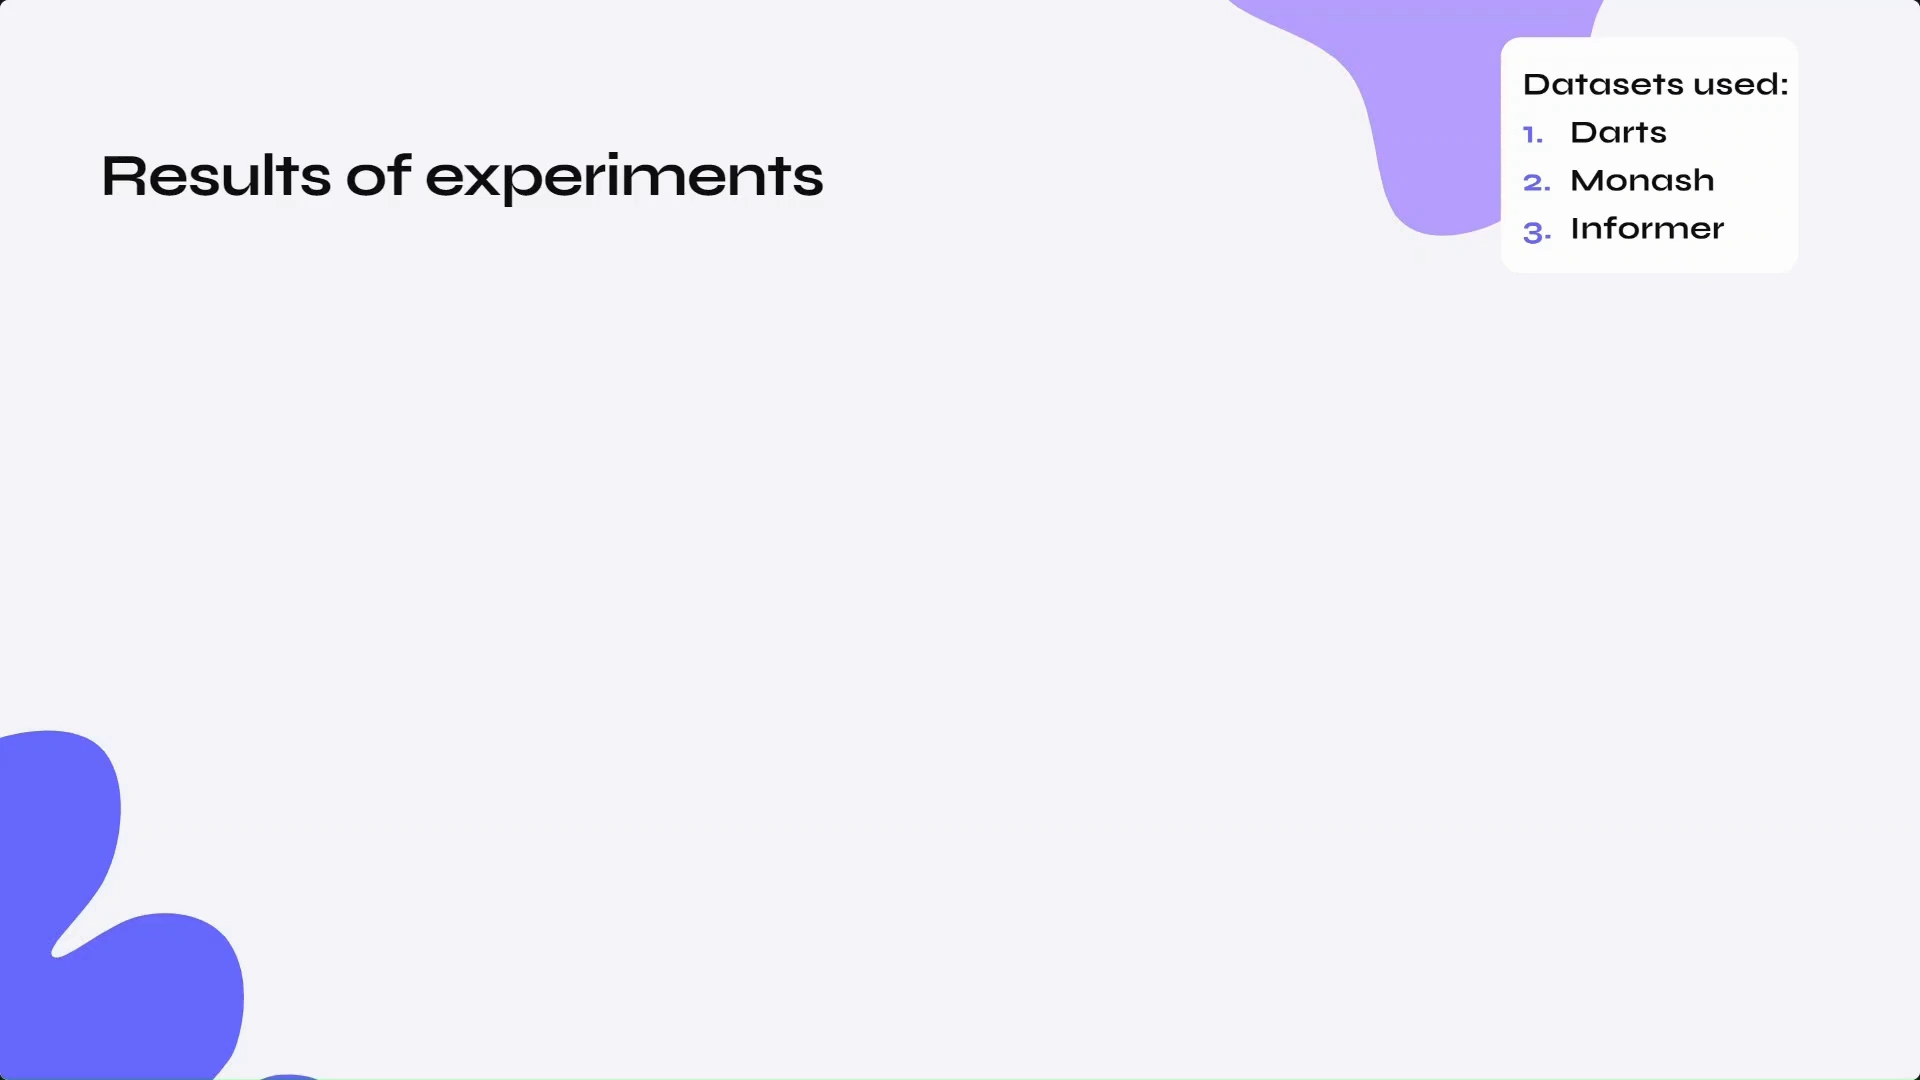 Results of experiments
Datasets used:
1. Darts
2. Monash
3. Informer